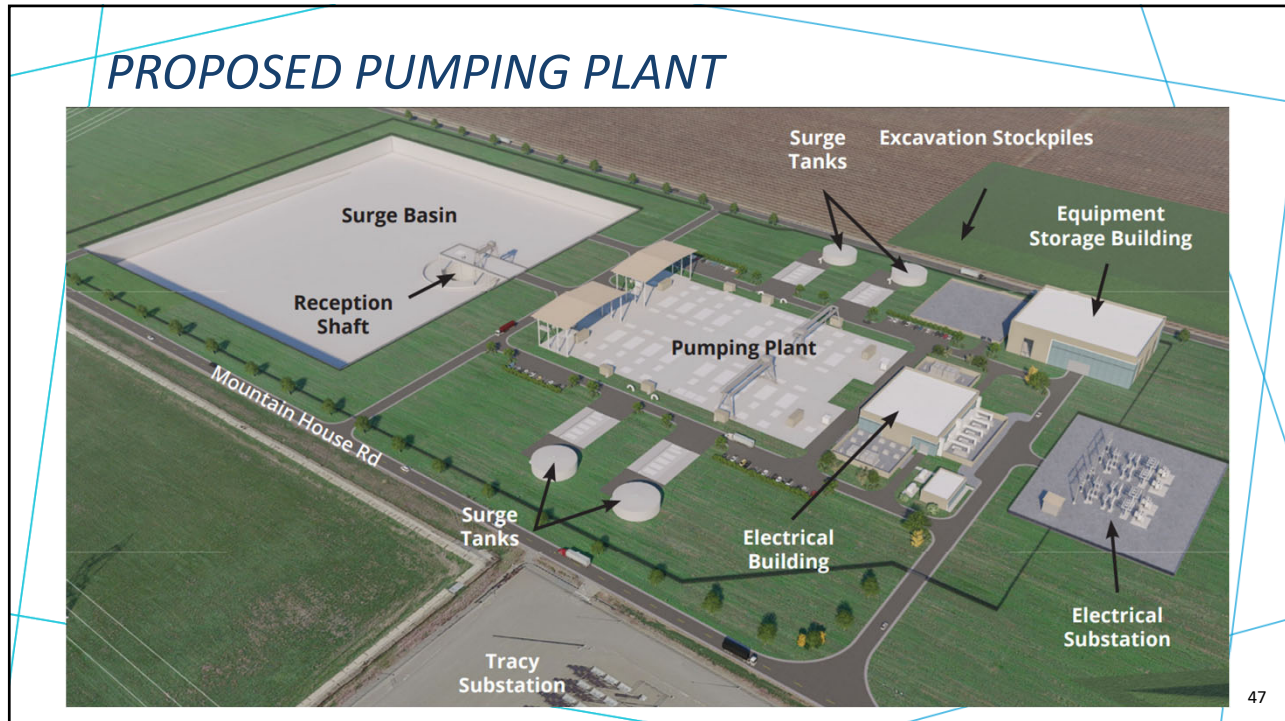 PROPOSED PUMPING PLANT
Surge
Tanks
Excavation Stockpiles
Equipment
Storage Building
Surge Basin
Reception
Shaft
Pumping Plant
Mountain House Rd
Surge
Tanks
Electrical
Building
Electrical
Substation
Tracy
Substation
47